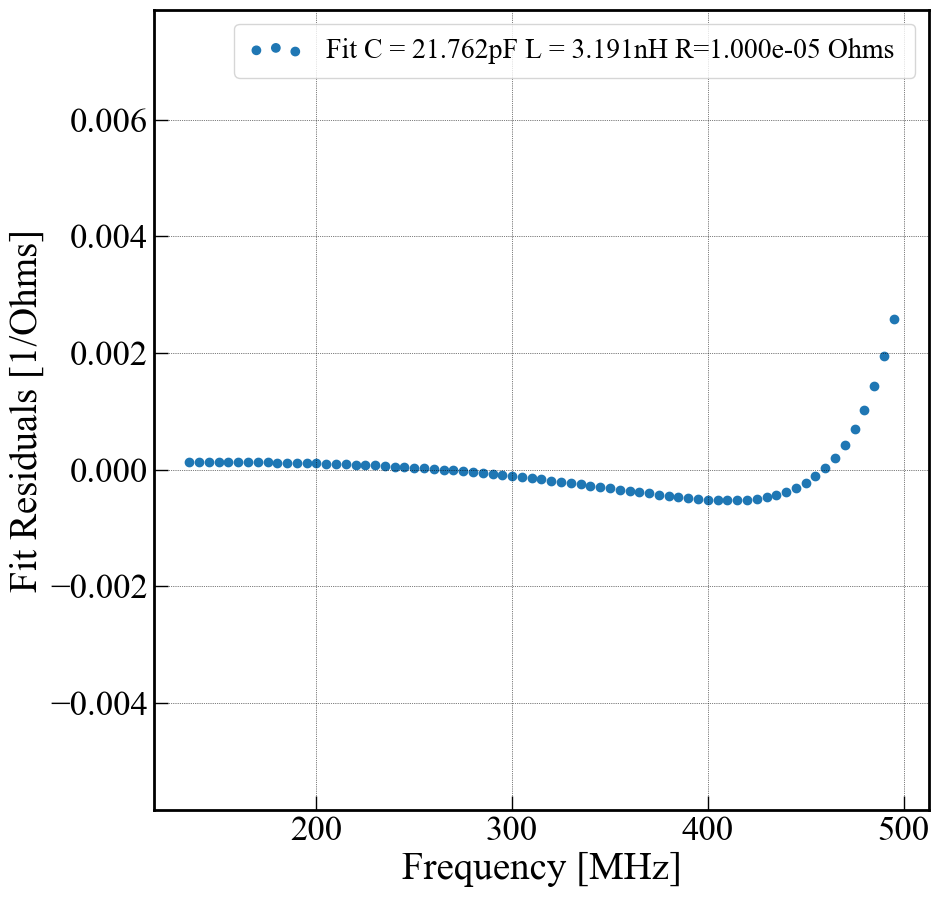 Fit C = 21.762pF L = 3.191nH R=1.000e-05 Ohms
Fit Residuals [1/Ohms]
0.006
0.004
0.002
0.000
−0.002
−0.004
200 300 400 500
Frequency [MHz]